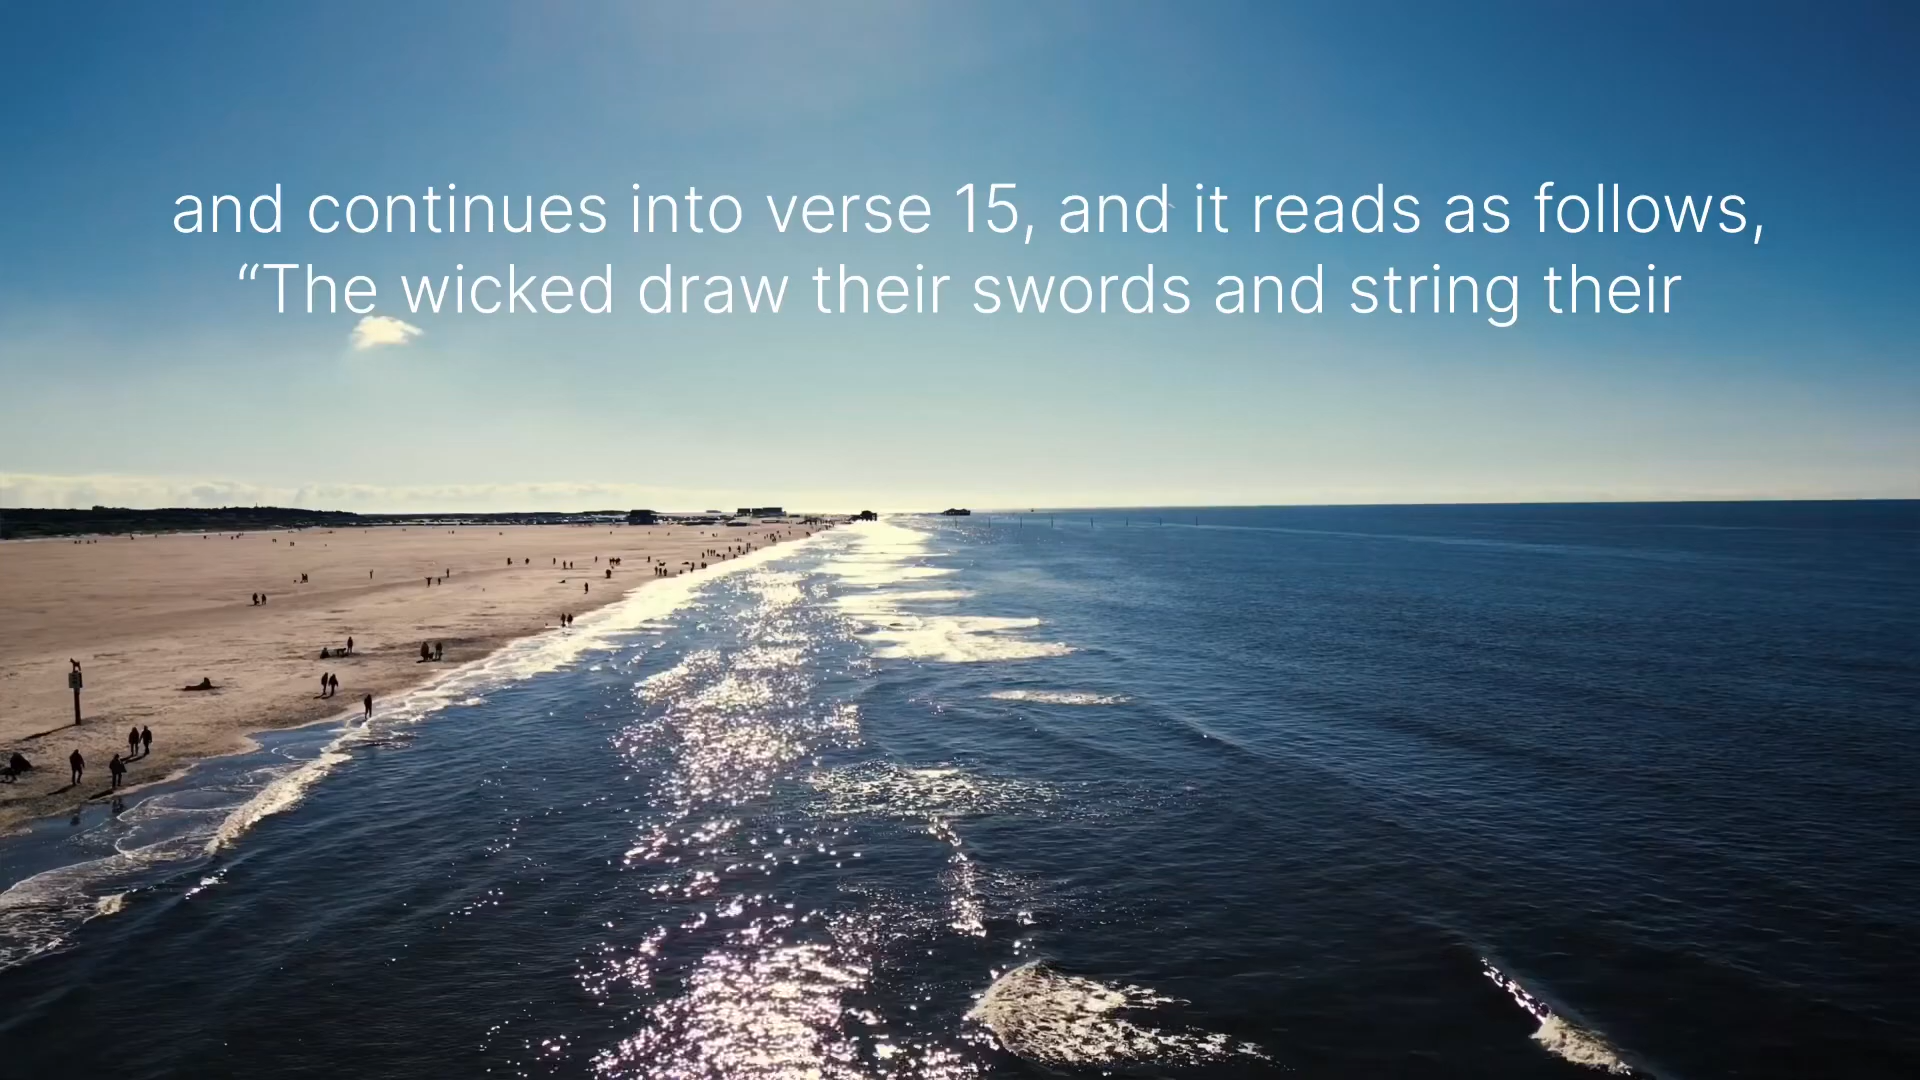 and continues into verse 15, and it reads as follows,
“The wicked draw their swords and string their